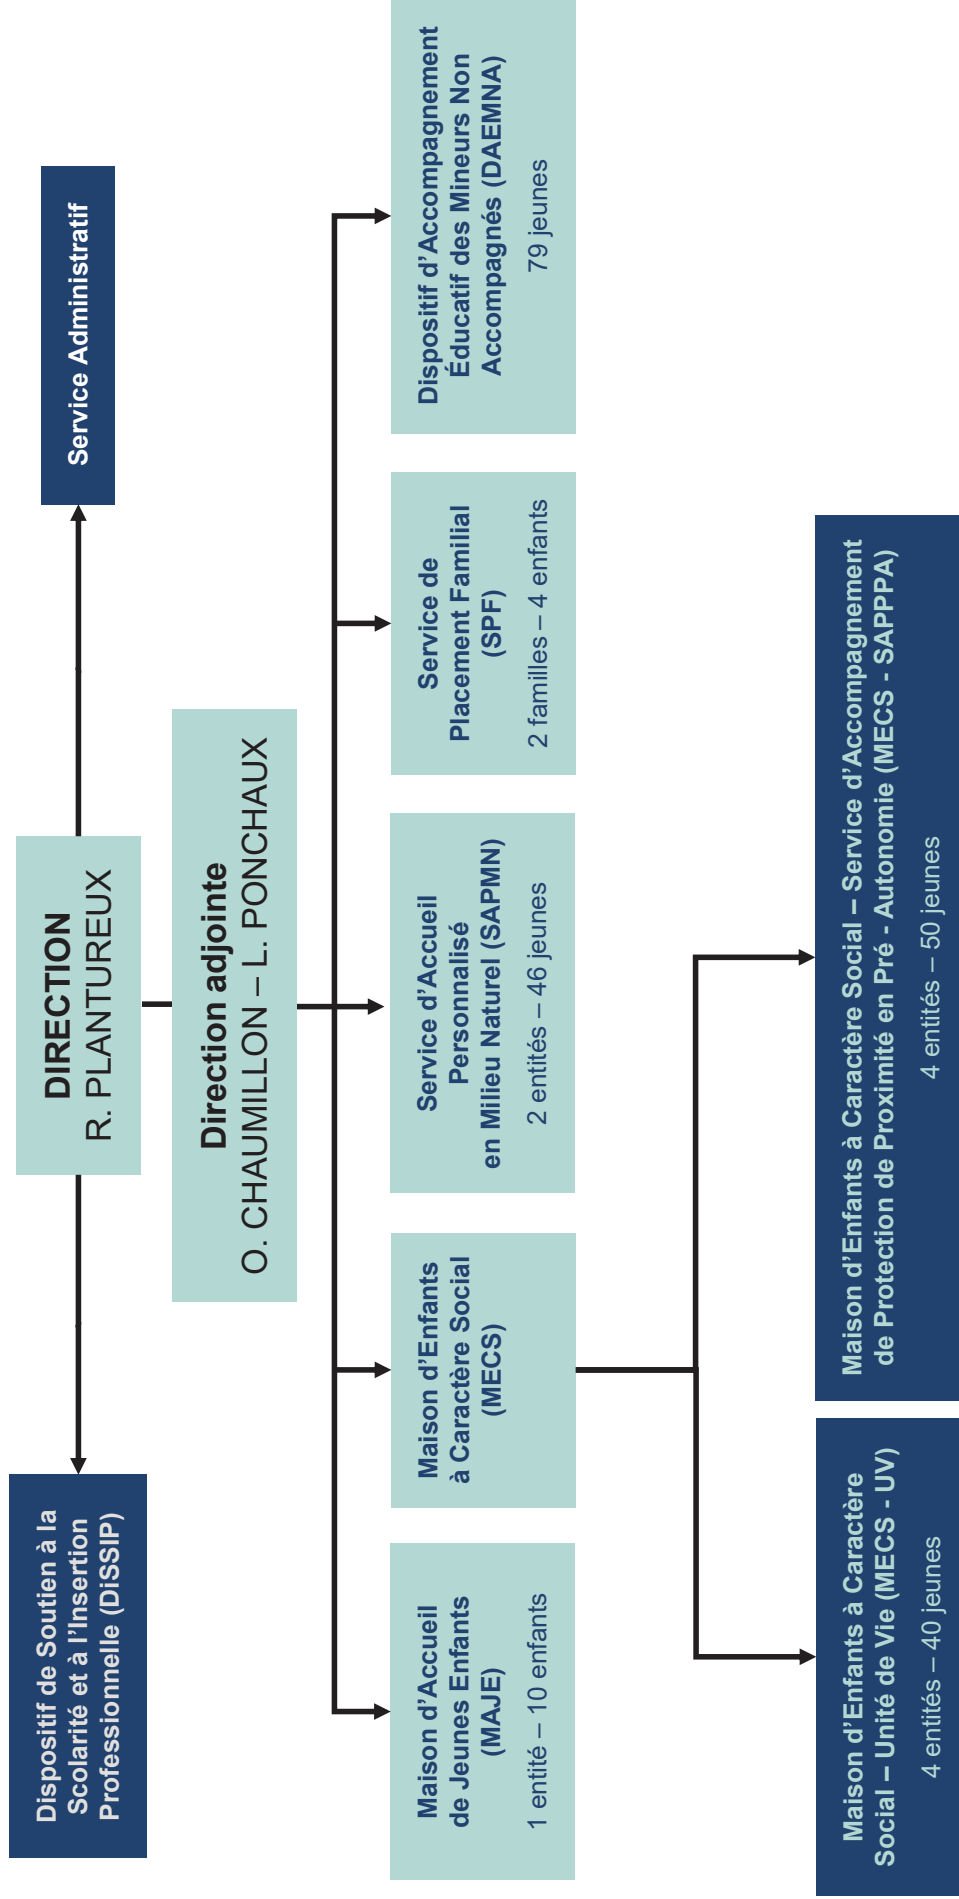 DIRECTION
R. PLANTUREUX
Dispositif de Soutien à la
Scolarité et à l'Insertion
Professionnelle (DiSSIP)
Service Administratif
Direction adjointe
O. CHAUMILLON – L. PONCHAUX
Maison d'Accueil
de Jeunes Enfants
(MAJE)
1 entité – 10 enfants
Maison d'Enfants
à Caractère Social
(MECS)
Service d'Accueil
Personnalisé
en Milieu Naturel (SAPMN)
2 entités – 46 jeunes
Service de
Placement Familial
(SPF)
2 familles – 4 enfants
Dispositif d'Accompagnement
Éducatif des Mineurs Non
Accompagnés (DAEMNA)
79 jeunes
Maison d'Enfants à Caractère
Social – Unité de Vie (MECS - UV)
4 entités – 40 jeunes
Maison d'Enfants à Caractère Social – Service d'Accompagnement
de Protection de Proximité en Pré - Autonomie (MECS - SAPPPA)
4 entités – 50 jeunes